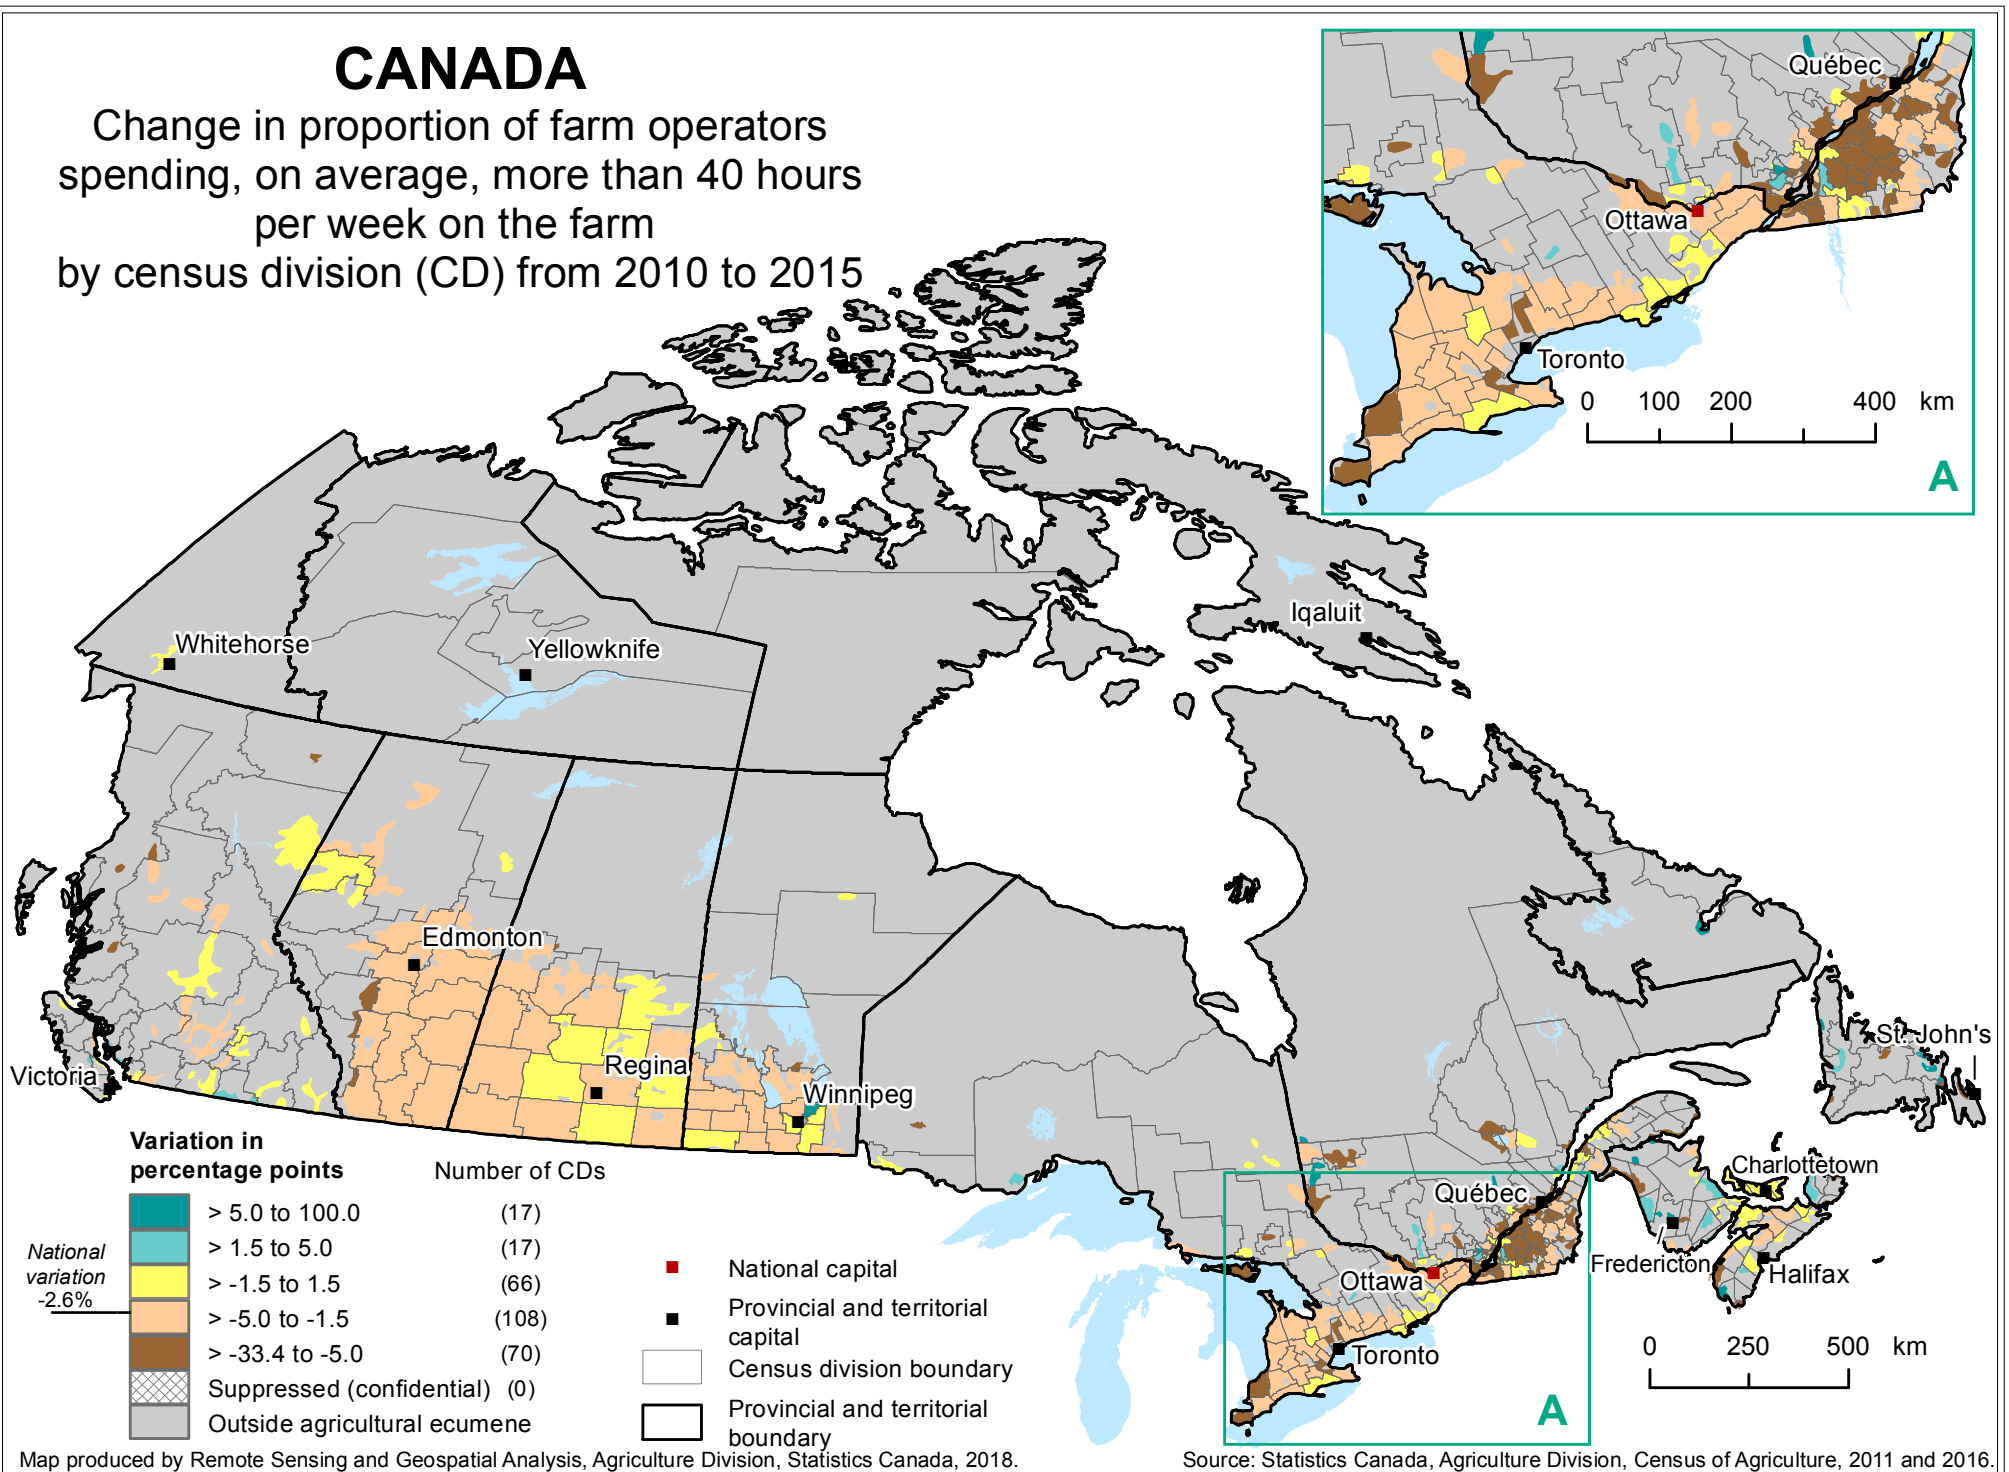 CANADA
Change in proportion of farm operators
spending, on average, more than 40 hours
per week on the farm
by census division (CD) from 2010 to 2015
Québec
Ottawa
Toronto
0 100 200 400 km
A
Whitehorse
Yellowknife
Iqaluit
Edmonton
Regina
Winnipeg
Victoria
St. John's
Charlottetown
Québec
Fredericton
Halifax
Ottawa
Toronto
A
0 250 500 km
Variation in
percentage points
Number of CDs
> 5.0 to 100.0 (17)
> 1.5 to 5.0 (17)
> -1.5 to 1.5 (66)
> -5.0 to -1.5 (108)
> -33.4 to -5.0 (70)
Suppressed (confidential) (0)
Outside agricultural ecumene
National
variation
-2.6%
National capital
Provincial and territorial
capital
Census division boundary
Provincial and territorial
boundary
Map produced by Remote Sensing and Geospatial Analysis, Agriculture Division, Statistics Canada, 2018.
Source: Statistics Canada, Agriculture Division, Census of Agriculture, 2011 and 2016.